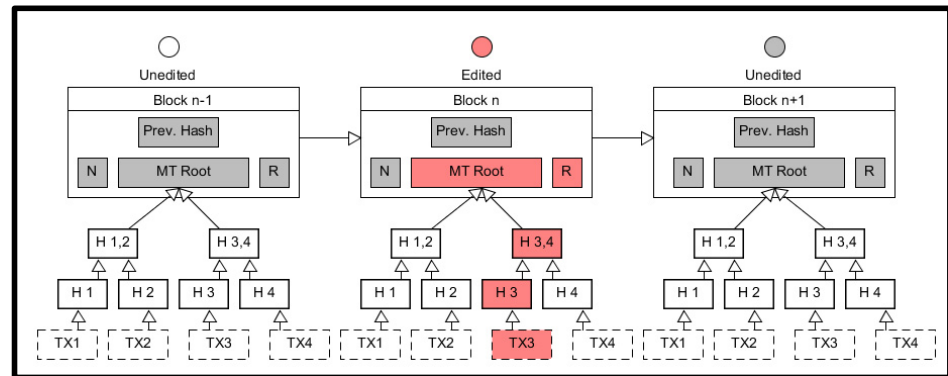 Unedited Edited Unedited
Block n-1 Block n Block n+1
Prev. Hash Prev. Hash Prev. Hash
N MT Root R N MT Root R N MT Root R
H 1,2 H 3,4 H 1,2 H 3,4 H 1,2 H 3,4
H 1 H 2 H 3 H 4 H 1 H 2 H 3 H 4 H 1 H 2 H 3 H 4
TX1 TX2 TX3 TX4 TX1 TX2 TX3 TX4 TX1 TX2 TX3 TX4